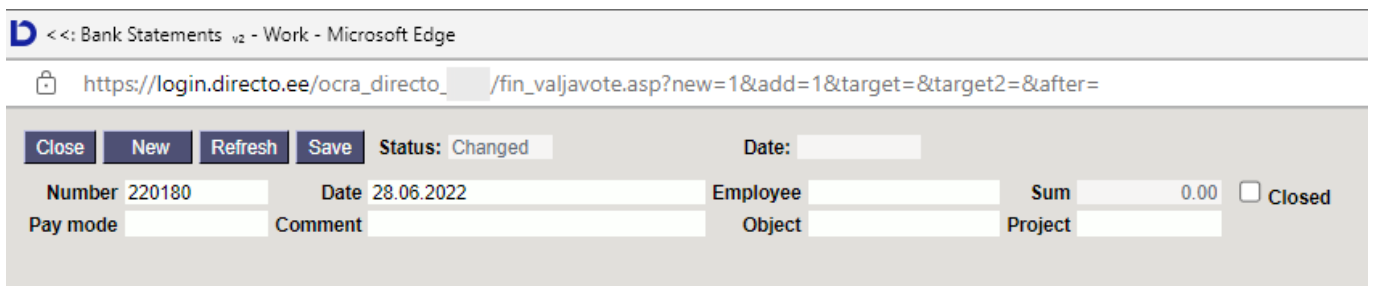 <<: Bank Statements v2 - Work - Microsoft Edge
https://login.directo.ee/ocra_directo_ /fin_valjavote.asp?new=1&add=1&target=&target2=&after=
Close New Refresh Save Status: Changed Date:
Number 220180 Date 28.06.2022 Employee Sum 0.00 Closed
Pay mode Comment Object Project